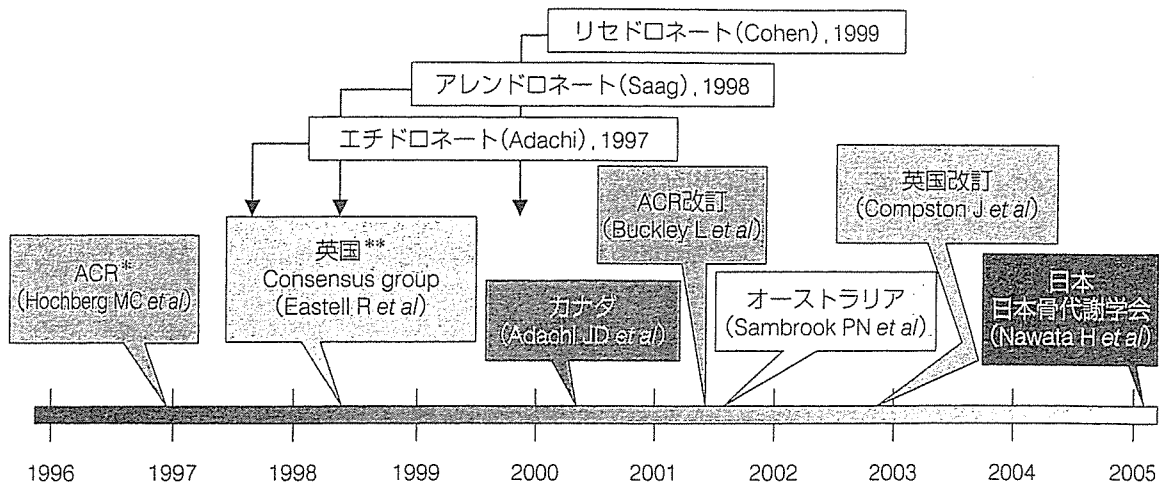 リセドロネート(Cohen), 1999
アレンドロネート(Saag), 1998
エチドロネート(Adachi), 1997
ACR*
(Hochberg MC et al)
英国**
Consensus group
(Eastell R et al)
カナダ
(Adachi JD et al)
ACR改訂
(Buckley L et al)
オーストラリア
(Sambrook PN et al)
英国改訂
(Compston J et al)
日本
日本骨代謝学会
(Nawata H et al)
1996 1997 1998 1999 2000 2001 2002 2003 2004 2005